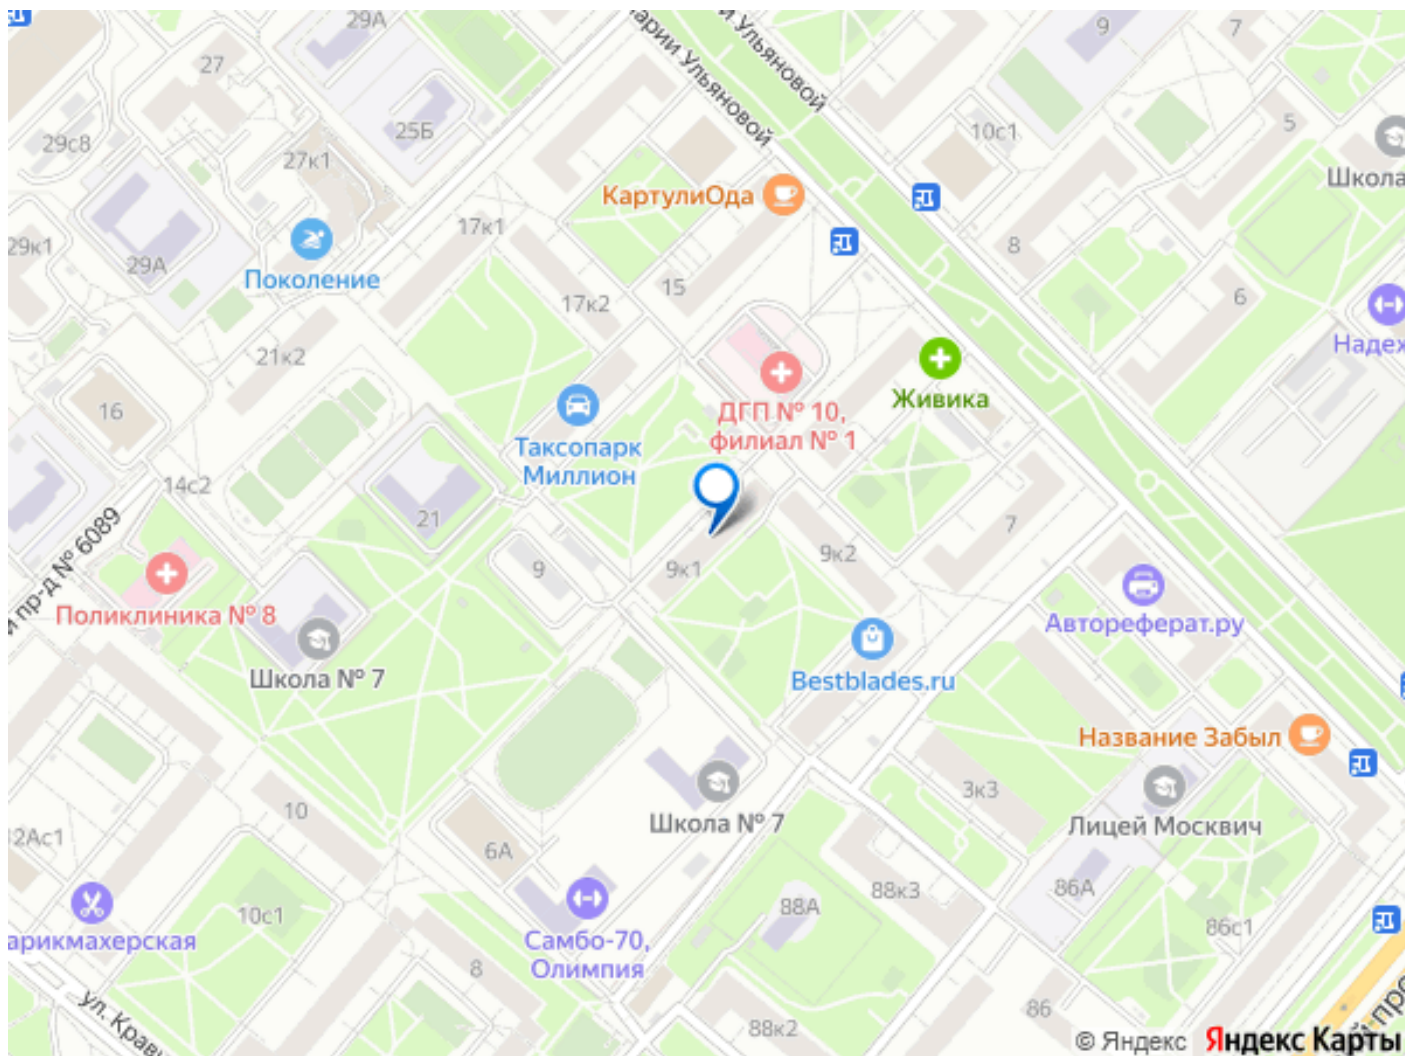 29А
27
25Б
29с8
27к1
29к1
29А
Поколение
17к1
17к2
15
КартулиОда
Марии Ульяновой
Ульяновой
9
7
10с1
5
Школа
8
6
Надеж
21к2
16
14с2
21
Таксопарк
Миллион
ДГП № 10,
филиал № 1
Живика
7
9к2
9к1
9
пр-д № 6089
Поликлиника № 8
Школа № 7
Bestblades.ru
Автореферат.ру
Название Забыл
3к3
Лицей Москвич
Школа № 7
10
6А
10с1
арикмахерская
8
Самбо-70,
Олимпия
88А
88к3
86А
86с1
86
88к2
ул. Крав
© Яндекс Яндекс Карты